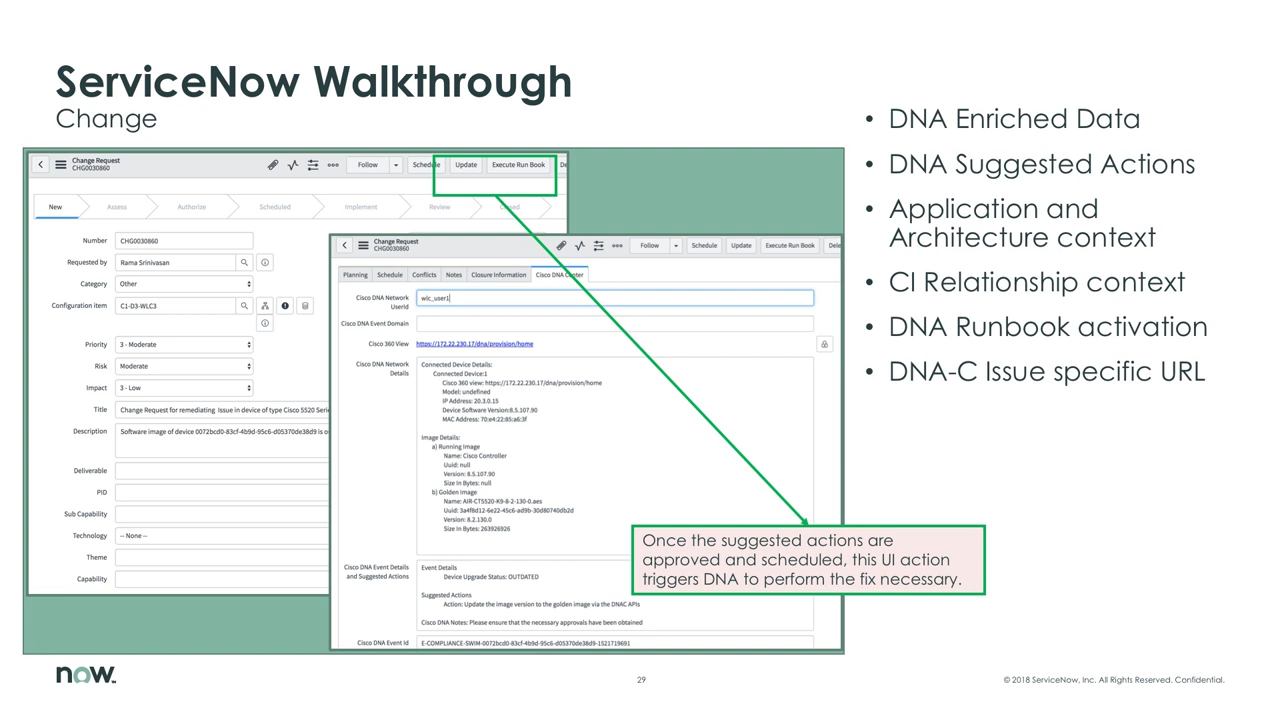 ServiceNow Walkthrough
Change
Change Request
CHG0030860
Follow
Schedule
Update
Execute Run Book
De
New
Assess
Authorize
Scheduled
Implement
Review
Closed
Number
CHG0030860
Requested by
Rama Srinivasan
Category
Other
Configuration item
C1-D3-WLC3
Priority
3 - Moderate
Risk
Moderate
Impact
3 - Low
Title
Change Request for remediating Issue in device of type Cisco 5520 Seri
Description
Software image of device 0072bcd0-83cf-4b9d-95c6-d05370de38d9 is o
Deliverable
PID
Sub Capability
Technology
-- None --
Theme
Capability
Change Request
CHG0030860
Follow
Schedule
Update
Execute Run Book
Dele
Planning
Schedule
Conflicts
Notes
Closure Information
Cisco DNA Center
Cisco DNA Network
UserId
wlc_user1
Cisco DNA Event Domain
Cisco 360 View
https://172.22.230.17/dna/provision/home
Cisco DNA Network
Details
Connected Device Details:
Connected Device:1
Cisco 360 view: https://172.22.230.17/dna/provision/home
Model: undefined
IP Address: 20.3.0.15
Device Software Version:8.5.107.90
MAC Address: 70:e4:22:85:a6:3f
Image Details:
a) Running Image
Name: Cisco Controller
Uuid: null
Version: 8.5.107.90
Size In Bytes: null
b) Golden Image
Name: AIR-CT5520-K9-8-2-130-0.aes
Uuid: 3a4f8d12-6e22-45c6-ad9b-30d80740db2d
Version: 8.2.130.0
Size In Bytes: 263926926
Cisco DNA Event Details
and Suggested Actions
Event Details
Device Upgrade Status: OUTDATED
Suggested Actions
Action: Update the image version to the golden image via the DNAC APIs
Cisco DNA Notes: Please ensure that the necessary approvals have been obtained
Cisco DNA Event Id
E-COMPLIANCE-SWIM-0072bcd0-83cf-4b9d-95c6-d05370de38d9-1521719691
Once the suggested actions are
approved and scheduled, this UI action
triggers DNA to perform the fix necessary.
• DNA Enriched Data
• DNA Suggested Actions
• Application and
Architecture context
• CI Relationship context
• DNA Runbook activation
• DNA-C Issue specific URL
now
29
© 2018 ServiceNow, Inc. All Rights Reserved. Confidential.